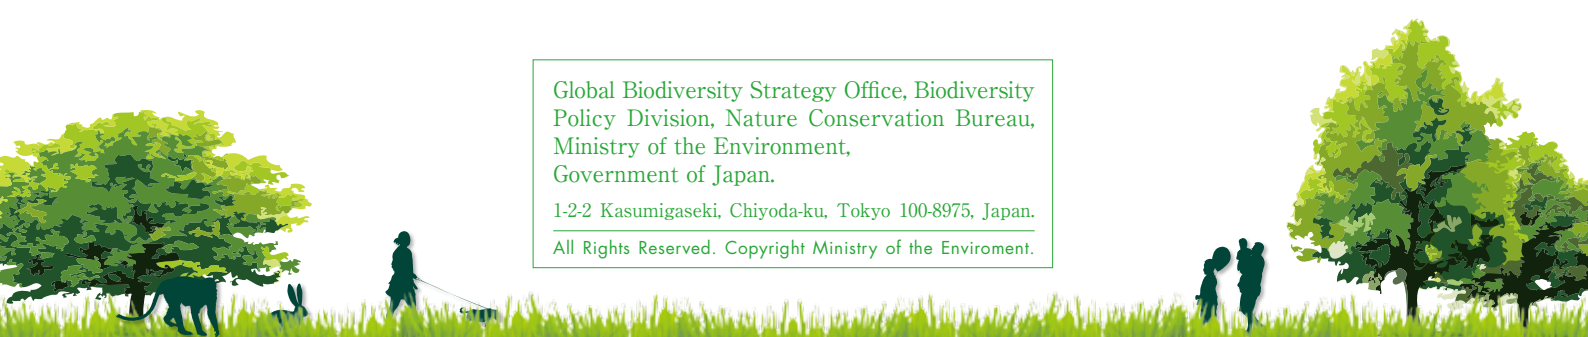 Global Biodiversity Strategy Office, Biodiversity
Policy Division, Nature Conservation Bureau,
Ministry of the Environment,
Government of Japan.
1-2-2 Kasumigaseki, Chiyoda-ku, Tokyo 100-8975, Japan.
All Rights Reserved. Copyright Ministry of the Enviroment.